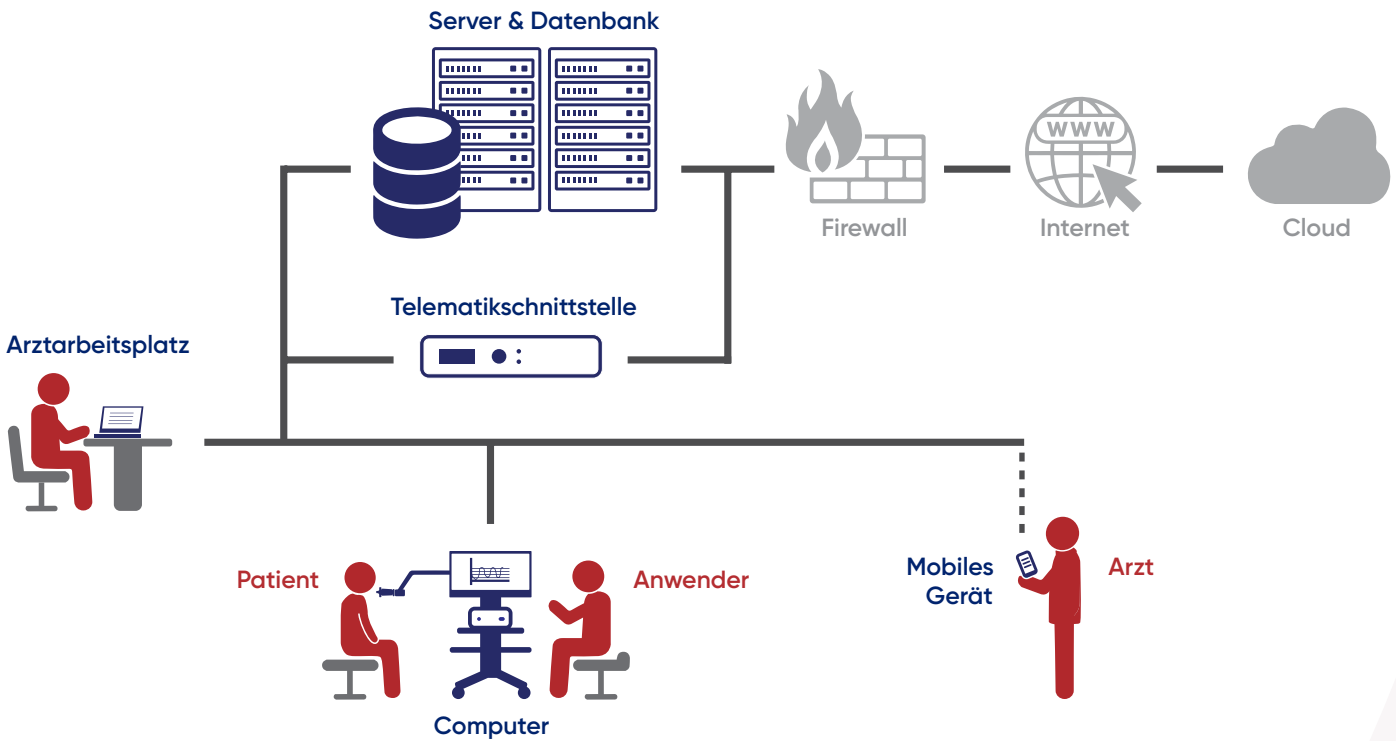 Server & Datenbank
WWW
Firewall
Internet
Cloud
Telematikschnittstelle
Arztarbeitsplatz
Patient
Anwender
Computer
Mobiles
Gerät
Arzt